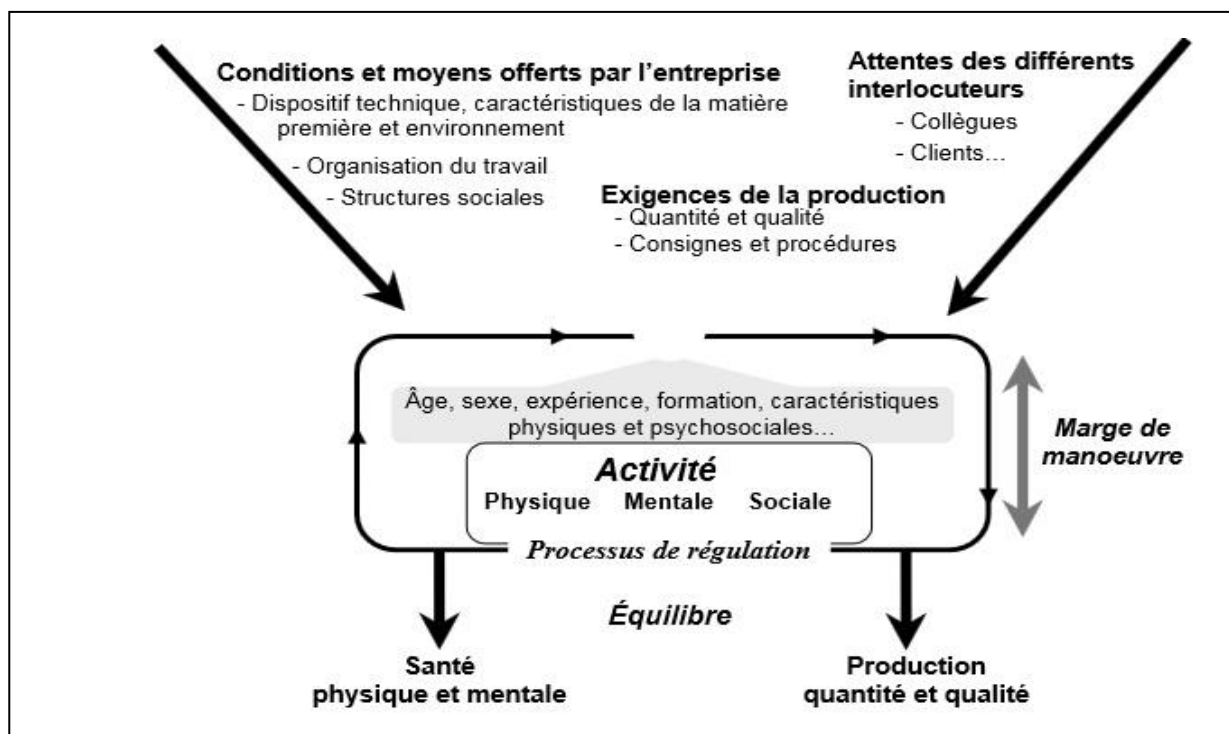 Conditions et moyens offerts par l’entreprise
- Dispositif technique, caractéristiques de la matière
première et environnement
- Organisation du travail
- Structures sociales
Attentes des différents
interlocuteurs
- Collègues
- Clients…
Exigences de la production
- Quantité et qualité
- Consignes et procédures
Âge, sexe, expérience, formation, caractéristiques
physiques et psychosociales…
Activité
Physique Mentale Sociale
Processus de régulation
Marge de
manoeuvre
Équilibre
Santé
physique et mentale
Production
quantité et qualité